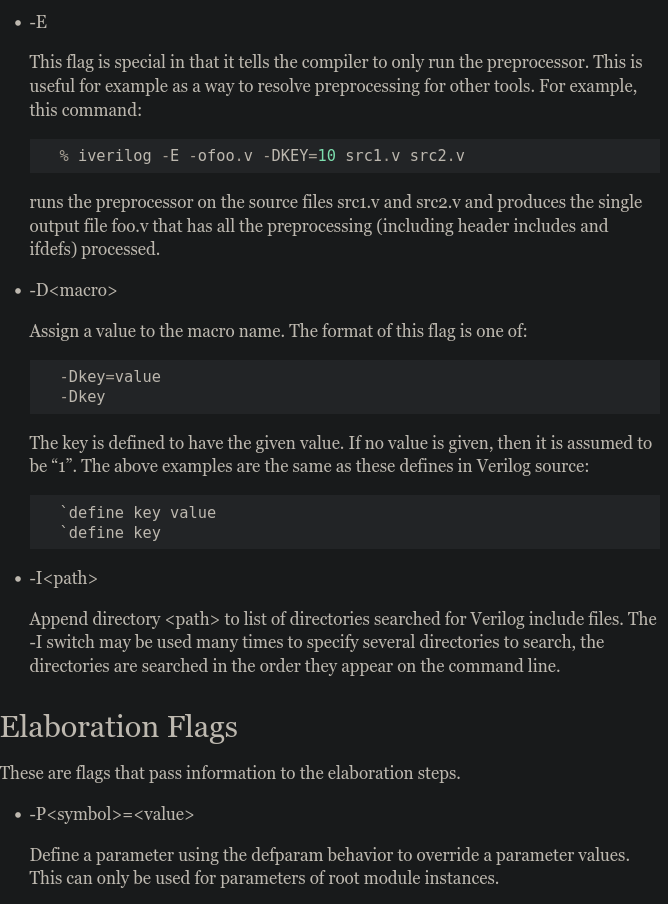 • -E
This flag is special in that it tells the compiler to only run the preprocessor. This is
useful for example as a way to resolve preprocessing for other tools. For example,
this command:
% iverilog -E -ofoo.v -DKEY=10 src1.v src2.v
runs the preprocessor on the source files src1.v and src2.v and produces the single
output file foo.v that has all the preprocessing (including header includes and
ifdefs) processed.
• -D<macro>
Assign a value to the macro name. The format of this flag is one of:
-Dkey=value
-Dkey
The key is defined to have the given value. If no value is given, then it is assumed to
be “1”. The above examples are the same as these defines in Verilog source:
`define key value
`define key
• -I<path>
Append directory <path> to list of directories searched for Verilog include files. The
-I switch may be used many times to specify several directories to search, the
directories are searched in the order they appear on the command line.
Elaboration Flags
These are flags that pass information to the elaboration steps.
• -P<symbol>=<value>
Define a parameter using the defparam behavior to override a parameter values.
This can only be used for parameters of root module instances.